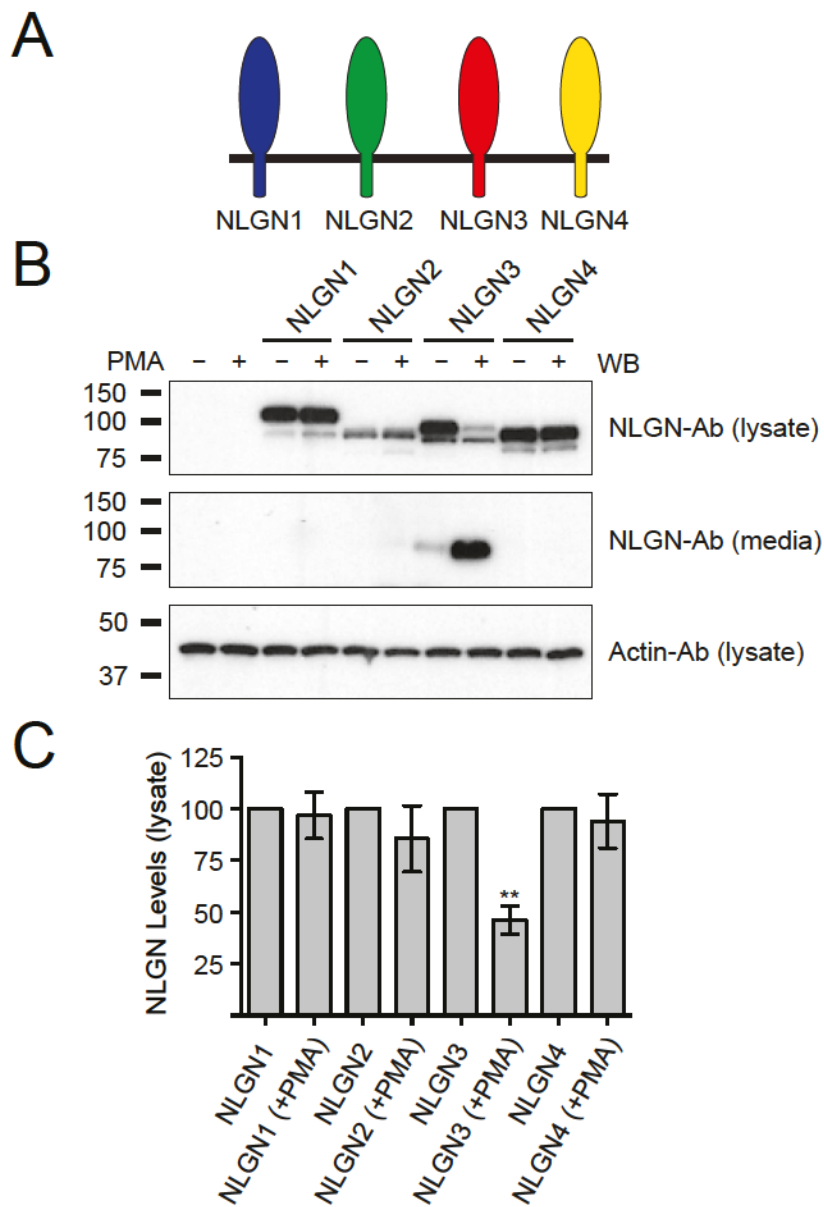 A
NLGN1 NLGN2 NLGN3 NLGN4
B
NLGN1 NLGN2 NLGN3 NLGN4
PMA – + – + – + – + – + WB
150
100
75
NLGN-Ab (lysate)
150
100
75
NLGN-Ab (media)
50
37
Actin-Ab (lysate)
C
NLGN Levels (lysate)
125
100
75
50
25
**
NLGN1
NLGN1 (+PMA)
NLGN2
NLGN2 (+PMA)
NLGN3
NLGN3 (+PMA)
NLGN4
NLGN4 (+PMA)